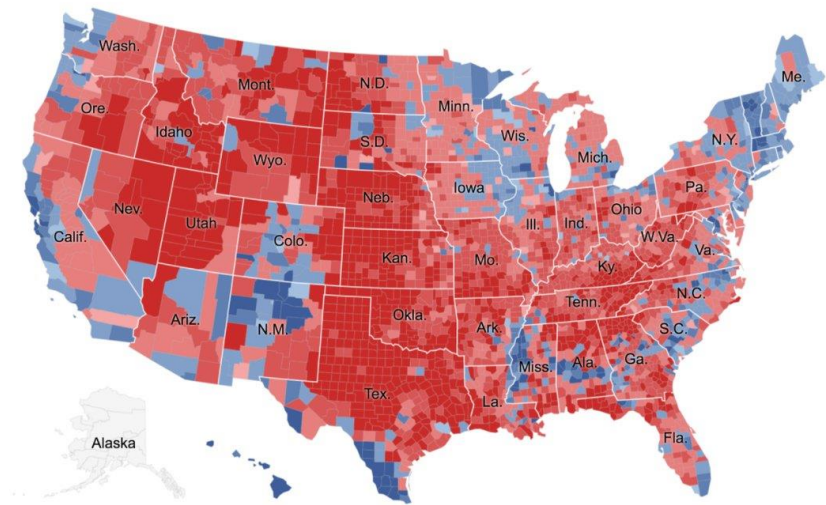 Wash.
Me.
Mont.
N.D.
Ore.
Minn.
Idaho
S.D.
Wis.
N.Y.
Wyo.
Mich.
Iowa
Pa.
Neb.
Nev.
Utah
Ohio
Ill.
Ind.
Calif.
Colo.
W.Va.
Va.
Kan.
Mo.
Ky.
N.C.
Tenn.
Okla.
Ariz.
N.M.
Ark.
S.C.
Miss.
Ala.
Ga.
Tex.
La.
Fla.
Alaska